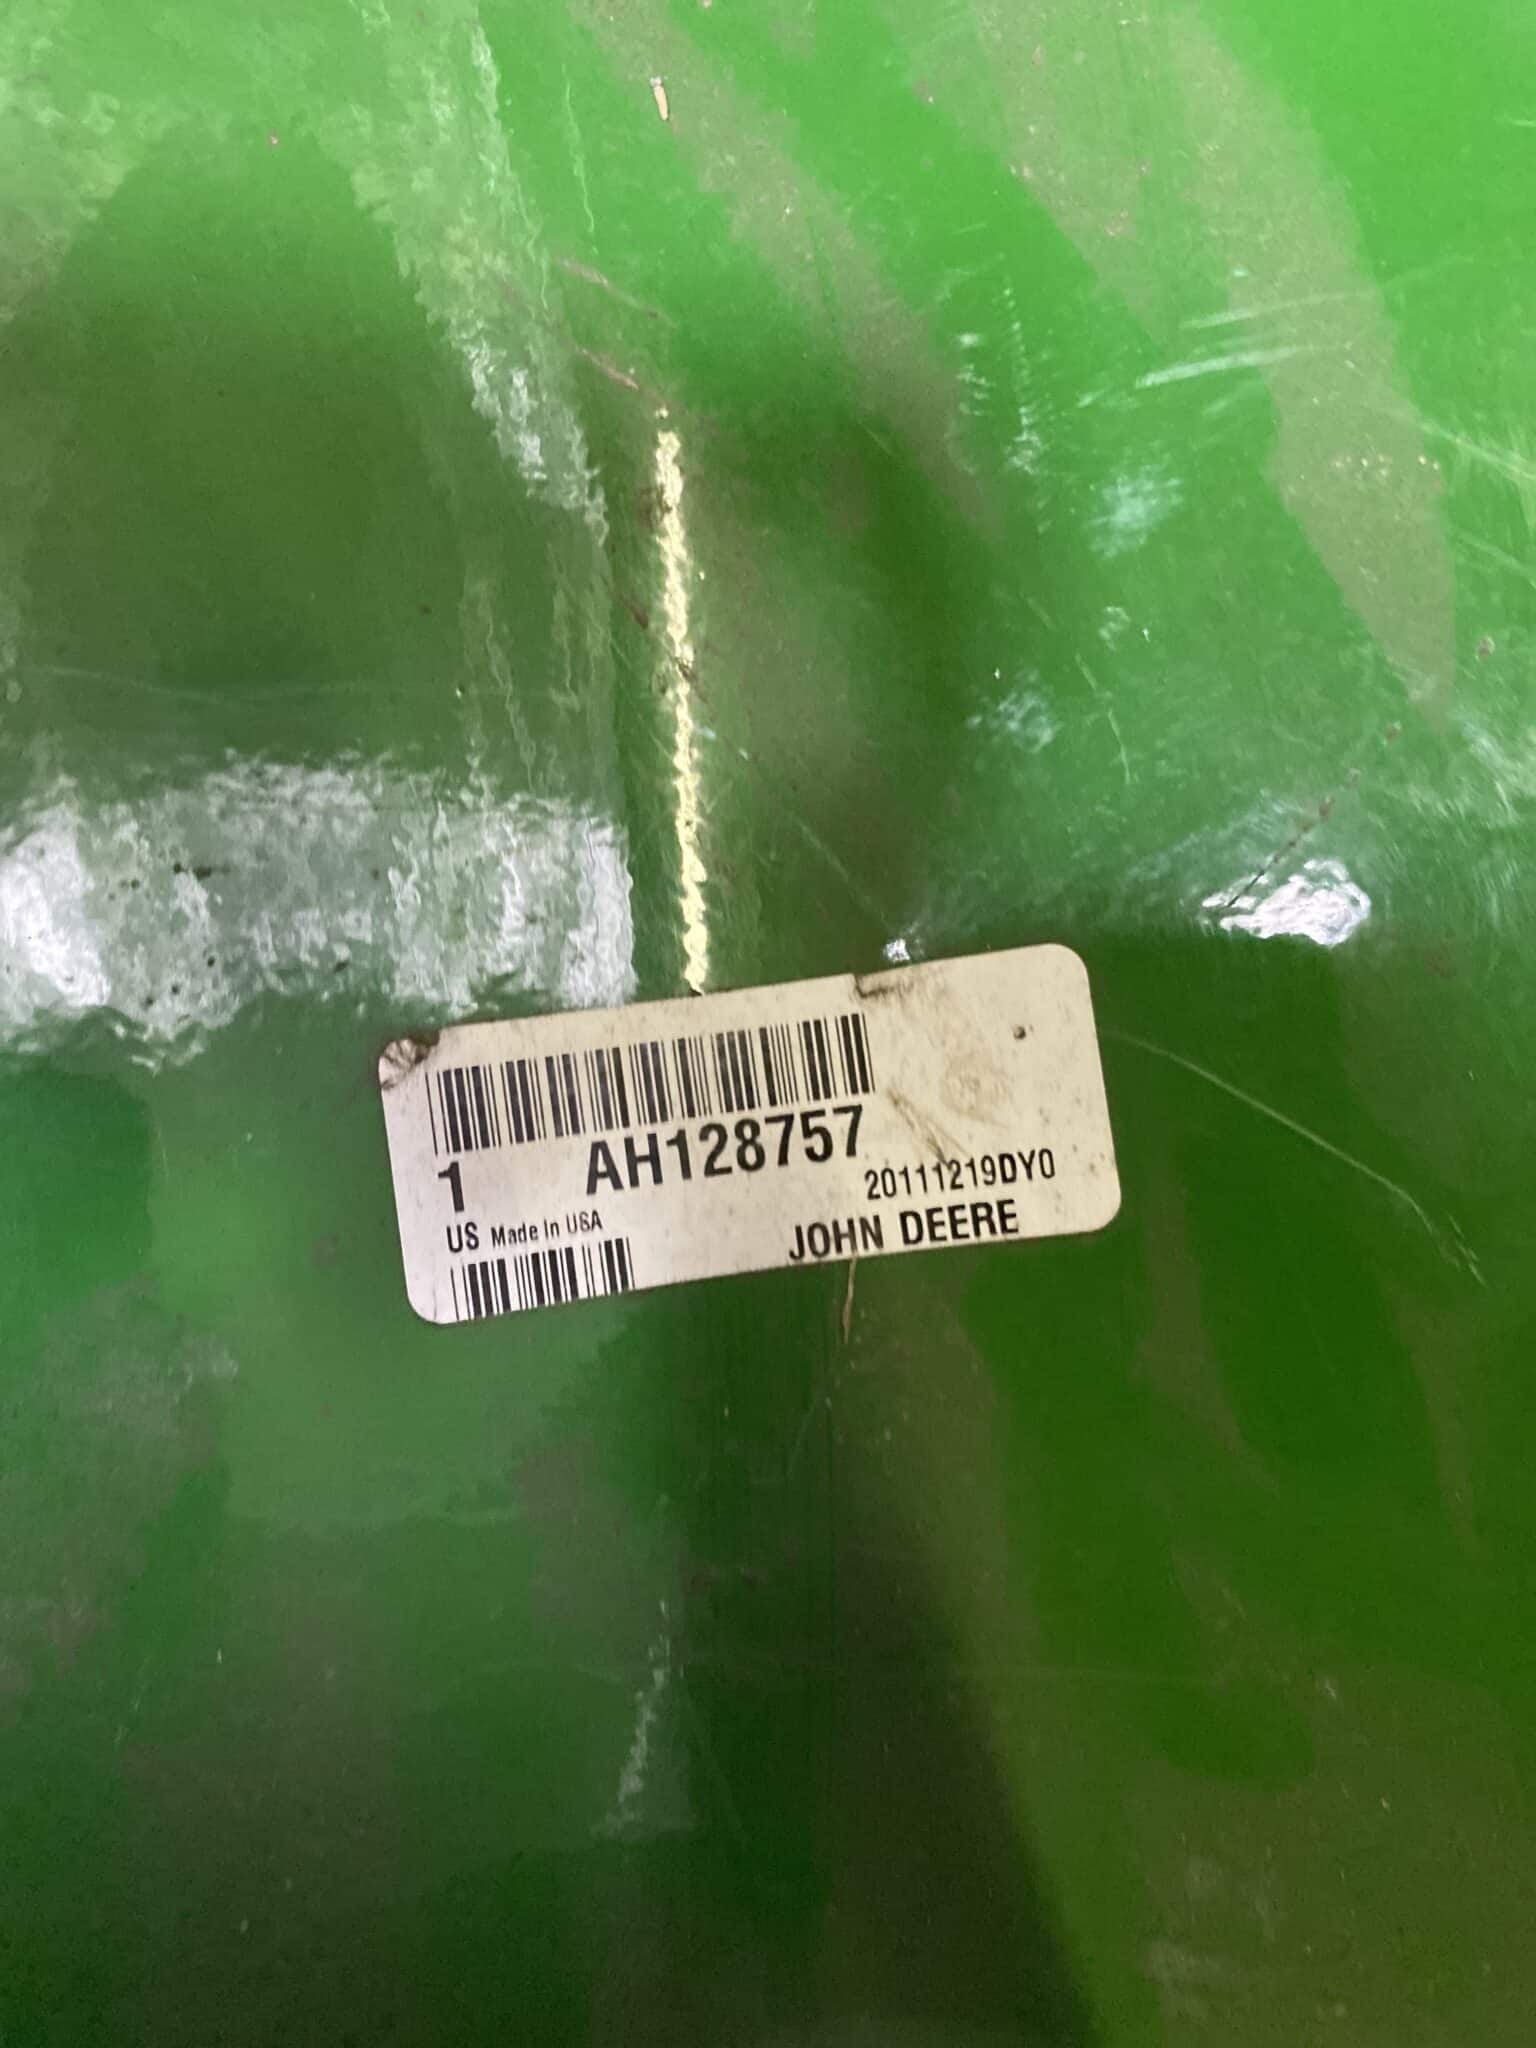 AH128757
1
20111219DY0
US Made In USA
JOHN DEERE